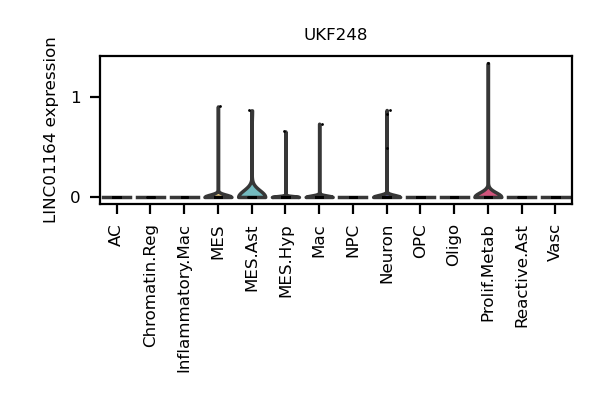 UKF248
LINC01164 expression
1
0
AC
Chromatin.Reg
Inflammatory.Mac
MES
MES.Ast
MES.Hyp
Mac
NPC
Neuron
OPC
Oligo
Prolif.Metab
Reactive.Ast
Vasc